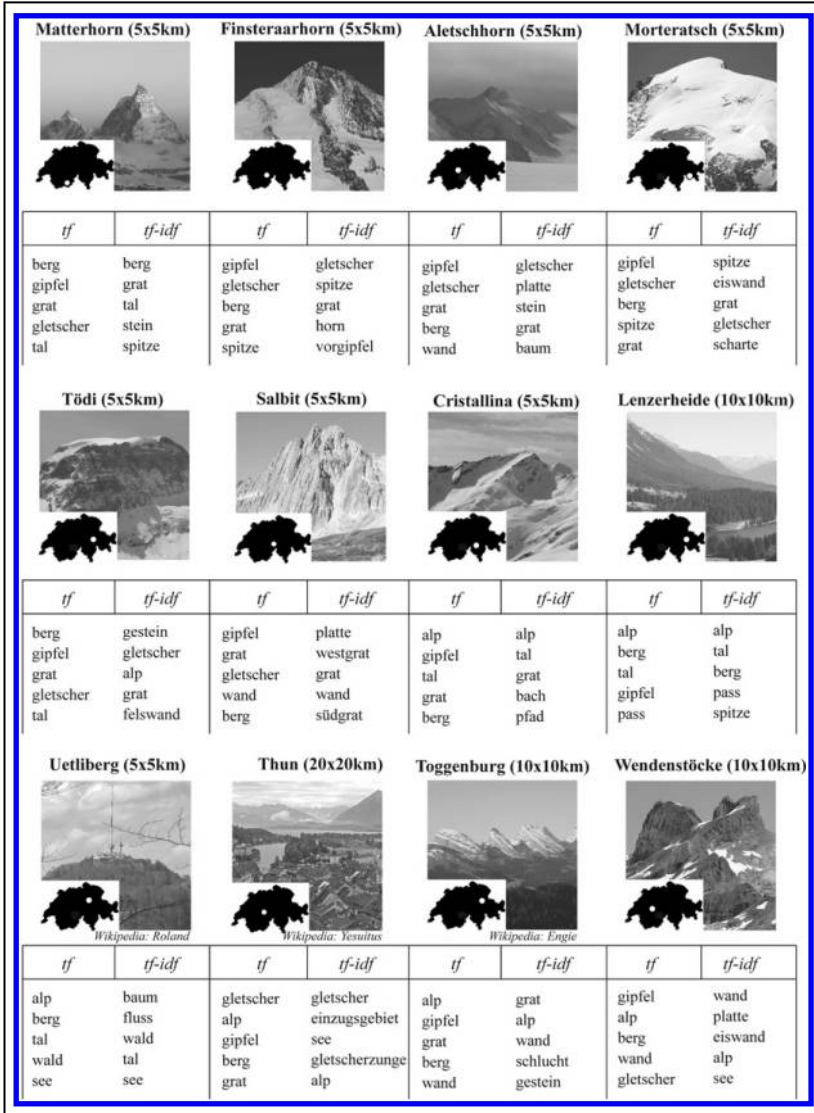 Matterhorn (5x5km) Finsteraarhorn (5x5km) Aletschhorn (5x5km) Morteratsch (5x5km)
tf tf-idf tf tf-idf tf tf-idf tf tf-idf
berg berg gipfel gletscher gipfel gletscher gipfel spitze
gipfel grat gletscher spitze gletscher platte gletscher eiswand
grat tal berg grat grat stein berg grat
gletscher stein grat horn berg grat spitze gletscher
tal spitze spitze vorgipfel wand baum grat scharte
Tödi (5x5km) Salbit (5x5km) Cristallina (5x5km) Lenzerheide (10x10km)
tf tf-idf tf tf-idf tf tf-idf tf tf-idf
berg gestein gipfel platte alp alp alp alp
gipfel gletscher grat westgrat gipfel tal berg tal
grat alp gletscher grat tal grat tal berg
gletscher grat wand wand grat bach gipfel pass
tal felswand berg südgrat berg pfad pass spitze
Uetliberg (5x5km) Thun (20x20km) Toggenburg (10x10km) Wendenstöcke (10x10km)
Wikipedia: Roland Wikipedia: Yesuitus Wikipedia: Engie
tf tf-idf tf tf-idf tf tf-idf tf tf-idf
alp baum gletscher gletscher alp grat gipfel wand
berg fluss alp einzugsgebiet gipfel alp alp platte
tal wald gipfel see grat wand berg eiswand
wald tal berg gletscherzunge berg schlucht wand alp
see see grat alp wand gestein gletscher see